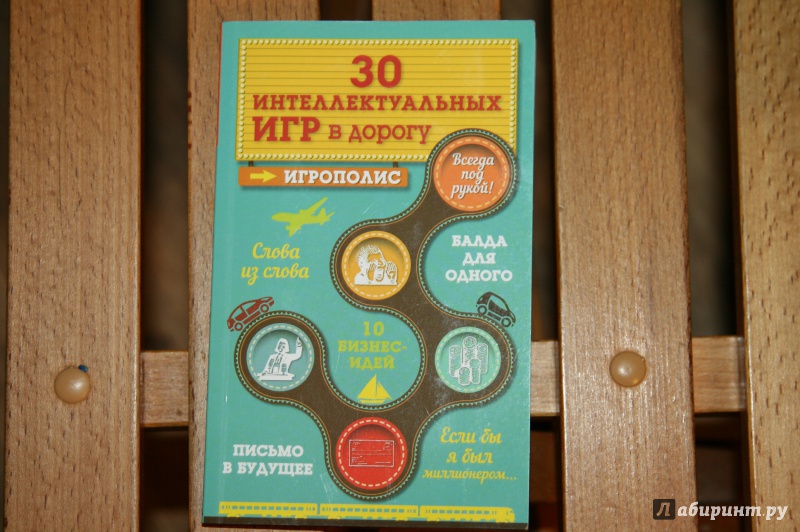 30
ИНТЕЛЛЕКТУАЛЬНЫХ
ИГР в дорогу
ИГРОПОЛИС
Всегда
под
рукой!
Слова
из слова
БАЛДА
ДЛЯ
ОДНОГО
10
БИЗНЕС-
ИДЕЙ
ПИСЬМО
В БУДУЩЕЕ
Если бы
я был
миллионером...
Лабиринт.ру